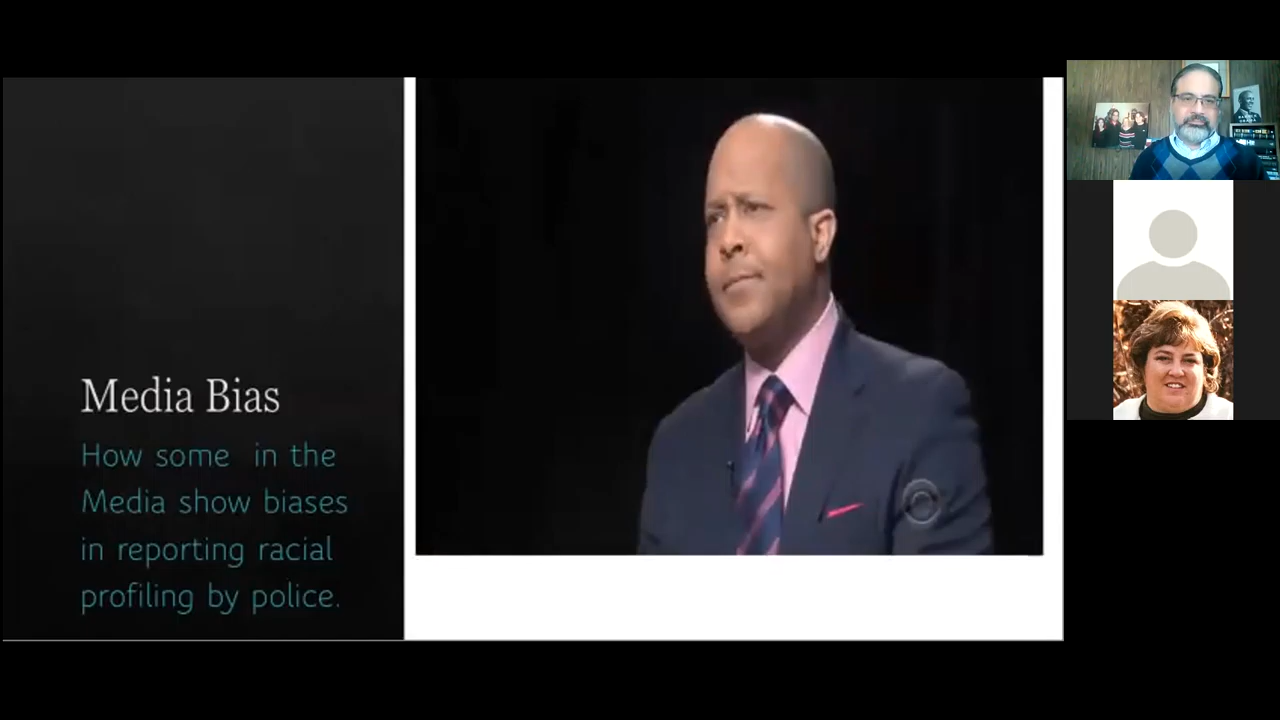 Media Bias
How some  in the
Media show biases
in reporting racial
profiling by police.